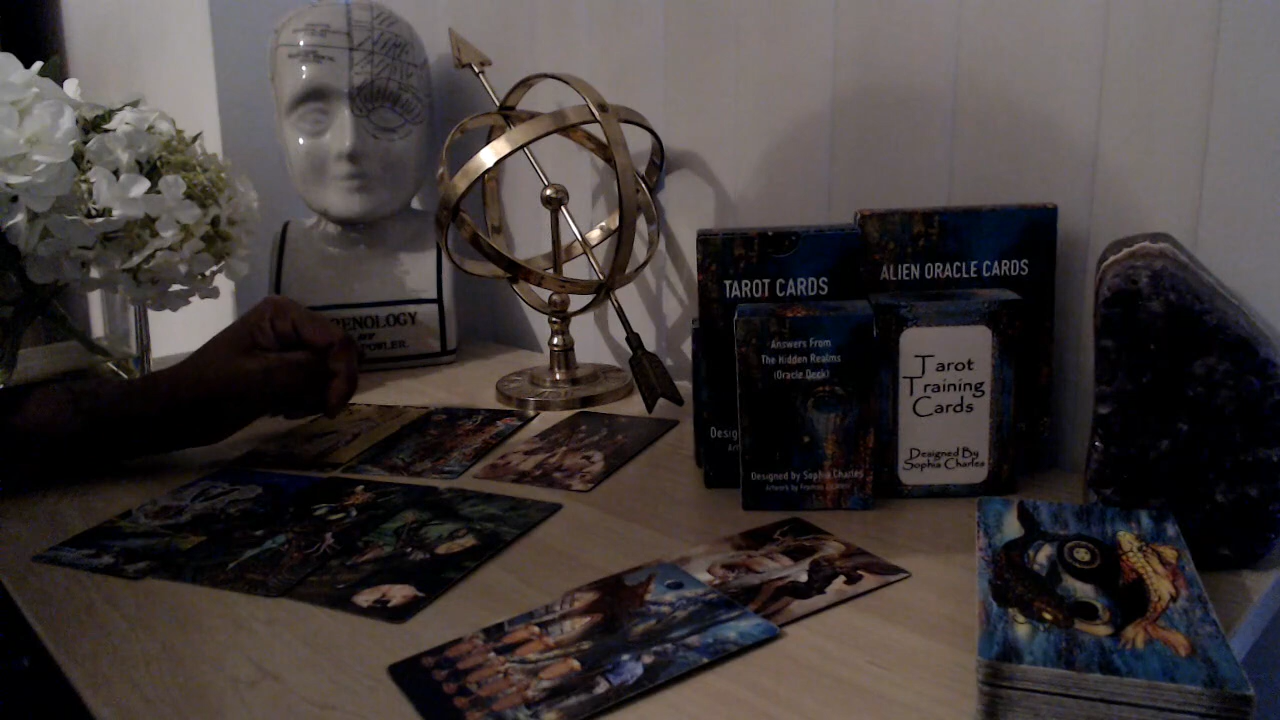 TAROT CARDS
ALIEN ORACLE CARDS
Answers From
The Hidden Realms
(Oracle Deck)
Designed by Sophia Charles
Tarot
Training
Cards
Designed By
Sophia Charles